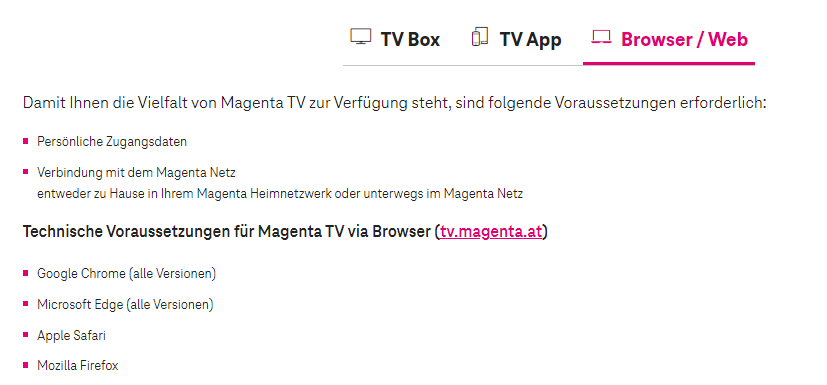 TV Box
TV App
Browser / Web
Damit Ihnen die Vielfalt von Magenta TV zur Verfügung steht, sind folgende Voraussetzungen erforderlich:
Persönliche Zugangsdaten
Verbindung mit dem Magenta Netz
entweder zu Hause in Ihrem Magenta Heimnetzwerk oder unterwegs im Magenta Netz
Technische Voraussetzungen für Magenta TV via Browser (tv.magenta.at)
Google Chrome (alle Versionen)
Microsoft Edge (alle Versionen)
Apple Safari
Mozilla Firefox